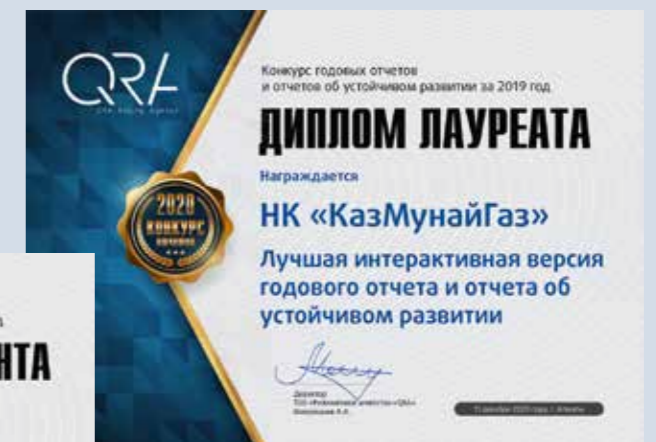 QRA
Конкурс годовых отчетов
и отчетов об устойчивом развитии за 2019 год
ДИПЛОМ ЛАУРЕАТА
Награждается
НК «КазМунайГаз»
Лучшая интерактивная версия
годового отчета и отчета об
устойчивом развитии
2020
КОНКУРС
Директор
НТА